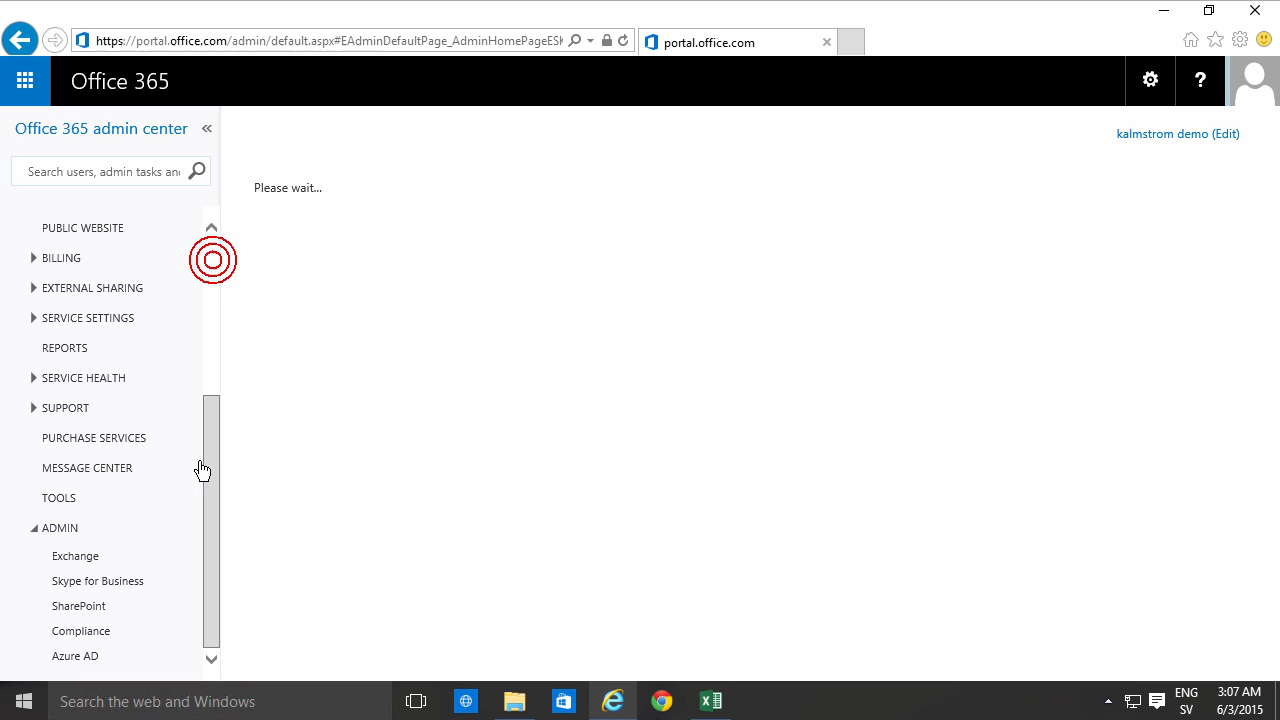 https://portal.office.com/admin/default.aspx#EAdminDefaultPage_AdminHomePageESK
portal.office.com
Office 365
?
Office 365 admin center
«
kalmstrom demo (Edit)
Search users, admin tasks and
Please wait...
PUBLIC WEBSITE
BILLING
EXTERNAL SHARING
SERVICE SETTINGS
REPORTS
SERVICE HEALTH
SUPPORT
PURCHASE SERVICES
MESSAGE CENTER
TOOLS
ADMIN
Exchange
Skype for Business
SharePoint
Compliance
Azure AD
Search the web and Windows
ENG
SV
3:07 AM
6/3/2015